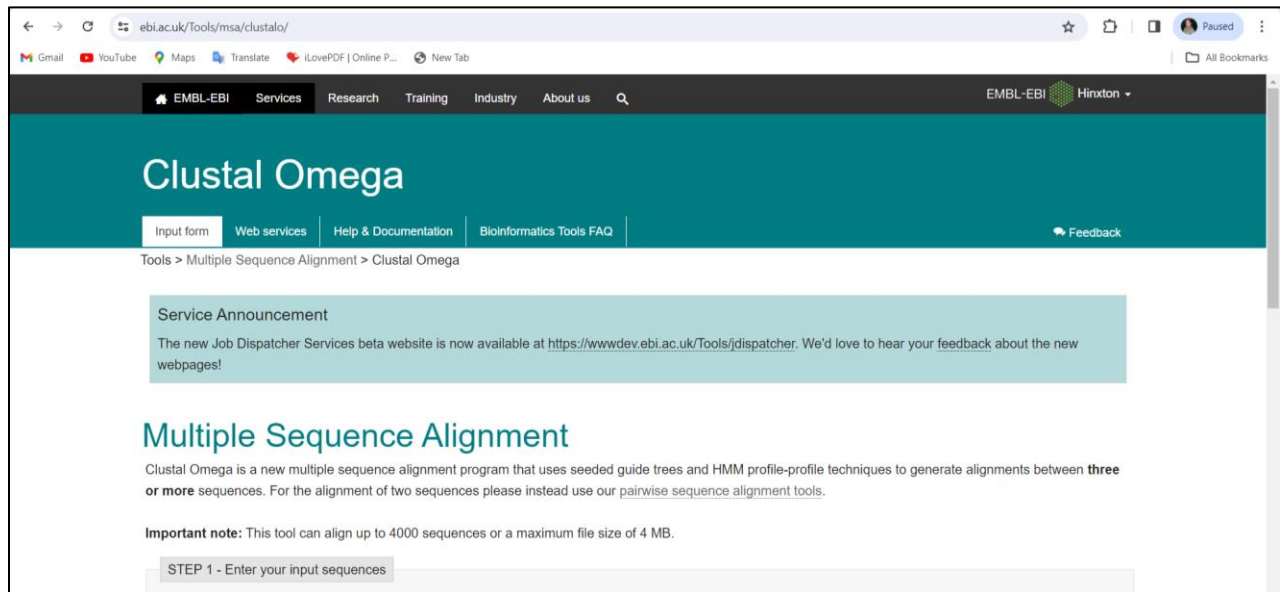 ebi.ac.uk/Tools/msa/clustalo/
Paused
Gmail YouTube Maps Translate iLovePDF | Online P... New Tab All Bookmarks
EMBL-EBI Services Research Training Industry About us EMBL-EBI Hinxton
Clustal Omega
Input form Web services Help & Documentation Bioinformatics Tools FAQ Feedback
Tools > Multiple Sequence Alignment > Clustal Omega
Service Announcement
The new Job Dispatcher Services beta website is now available at https://wwwdev.ebi.ac.uk/Tools/jdispatcher. We'd love to hear your feedback about the new
webpages!
Multiple Sequence Alignment
Clustal Omega is a new multiple sequence alignment program that uses seeded guide trees and HMM profile-profile techniques to generate alignments between three
or more sequences. For the alignment of two sequences please instead use our pairwise sequence alignment tools.
Important note: This tool can align up to 4000 sequences or a maximum file size of 4 MB.
STEP 1 - Enter your input sequences